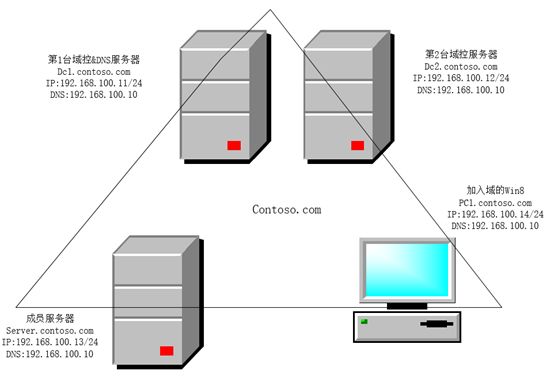 第1台域控&DNS服务器
Dc1.contoso.com
IP:192.168.100.11/24
DNS:192.168.100.10
第2台域控服务器
Dc2.contoso.com
IP:192.168.100.12/24
DNS:192.168.100.10
加入域的Win8
PC1.contoso.com
IP:192.168.100.14/24
DNS:192.168.100.10
Contoso.com
成员服务器
Server.contoso.com
IP:192.168.100.13/24
DNS:192.168.100.10